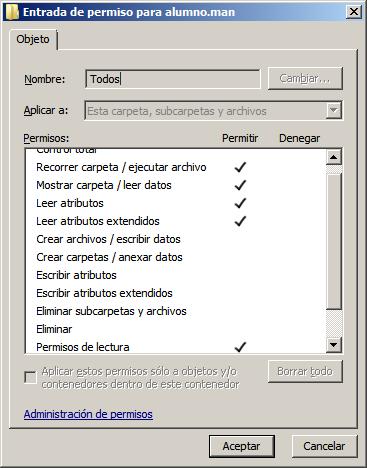 Entrada de permiso para alumno.man
Objeto
Nombre: Todos Cambiar...
Aplicar a: Esta carpeta, subcarpetas y archivos
Permisos: Permitir Denegar
Control total
Recorrer carpeta / ejecutar archivo
Mostrar carpeta / leer datos
Leer atributos
Leer atributos extendidos
Crear archivos / escribir datos
Crear carpetas / anexar datos
Escribir atributos
Escribir atributos extendidos
Eliminar subcarpetas y archivos
Eliminar
Permisos de lectura
Aplicar estos permisos sólo a objetos y/o
contenedores dentro de este contenedor
Borrar todo
Administración de permisos
Aceptar Cancelar